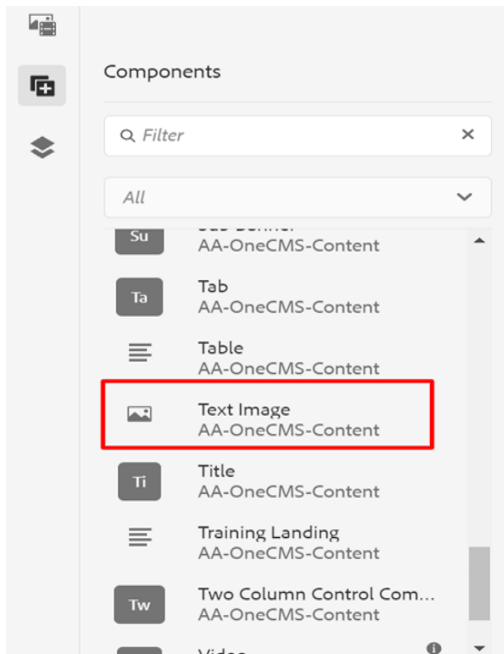 Components
Filter
All
Su
AA-OneCMS-Content
Ta
Tab
AA-OneCMS-Content
Table
AA-OneCMS-Content
Text Image
AA-OneCMS-Content
Ti
Title
AA-OneCMS-Content
Training Landing
AA-OneCMS-Content
Tw
Two Column Control Com...
AA-OneCMS-Content
Video